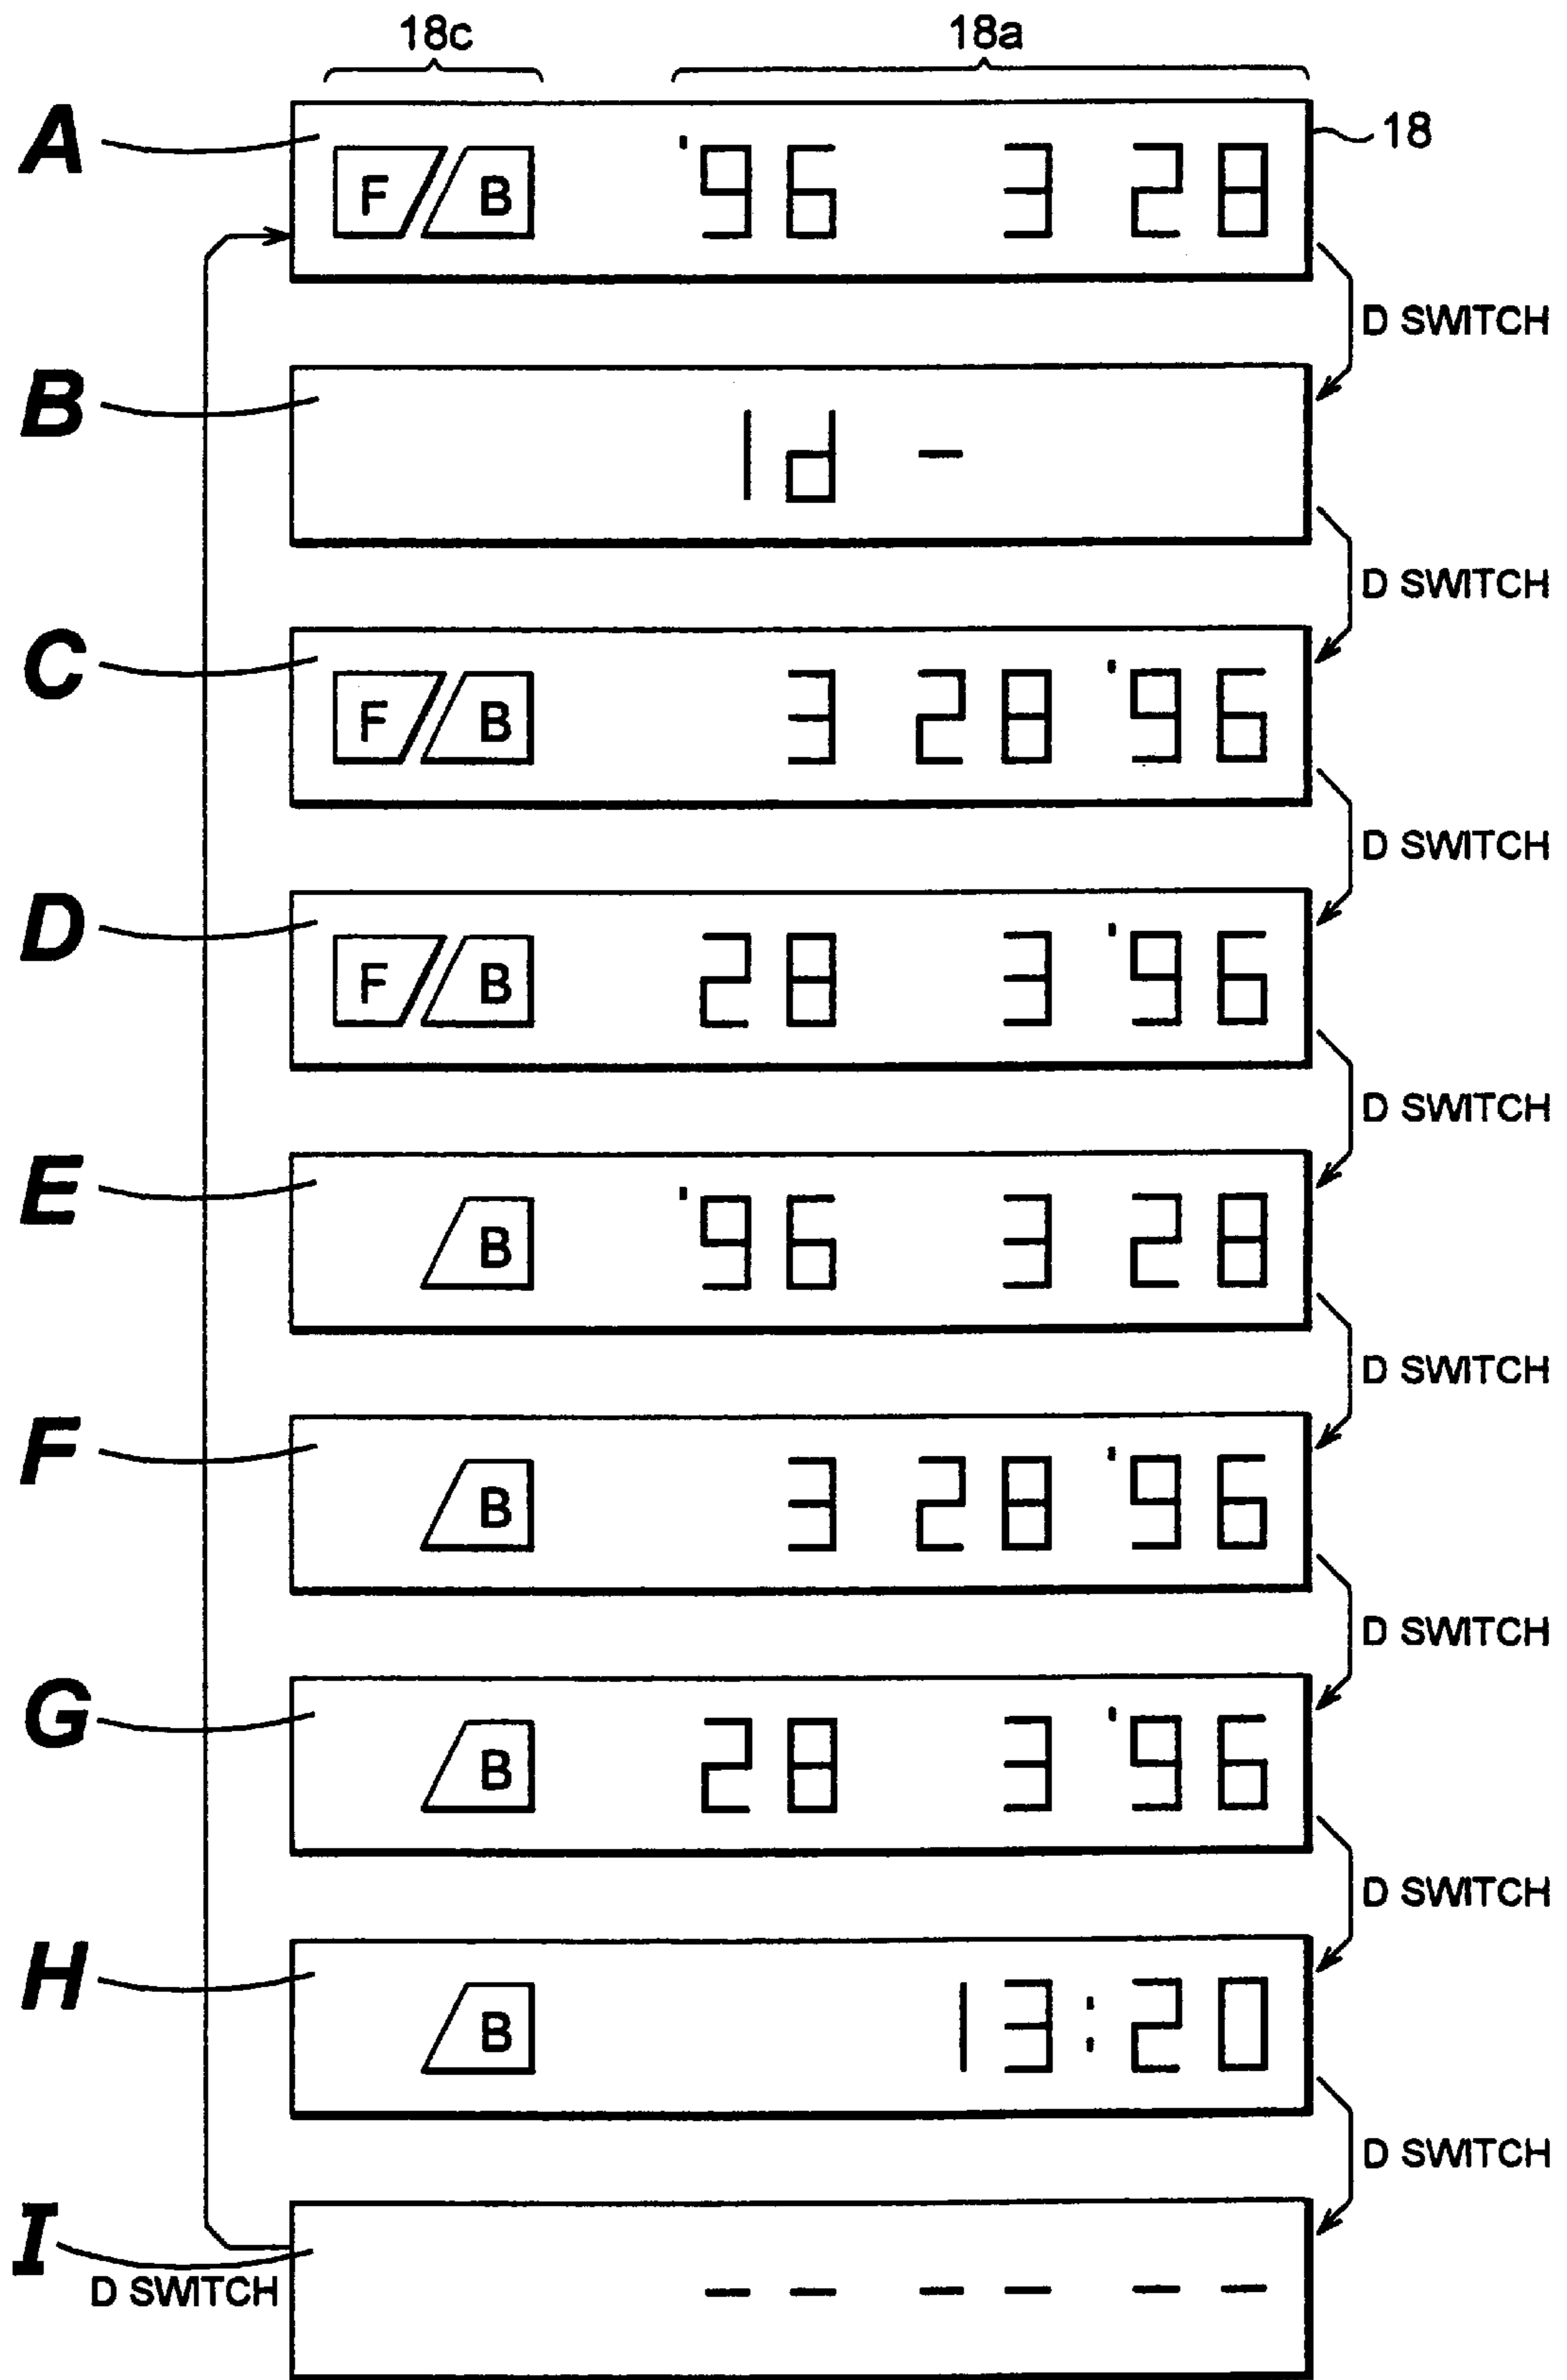 18c 18a
A F B '96 3 28 18
D SWITCH
B Id -
D SWITCH
C F B 3 28 '96
D SWITCH
D F B 28 3 '96
D SWITCH
E B '96 3 28
D SWITCH
F B 3 28 '96
D SWITCH
G B 28 3 '96
D SWITCH
H B 13:20
D SWITCH
I
D SWITCH -- -- --